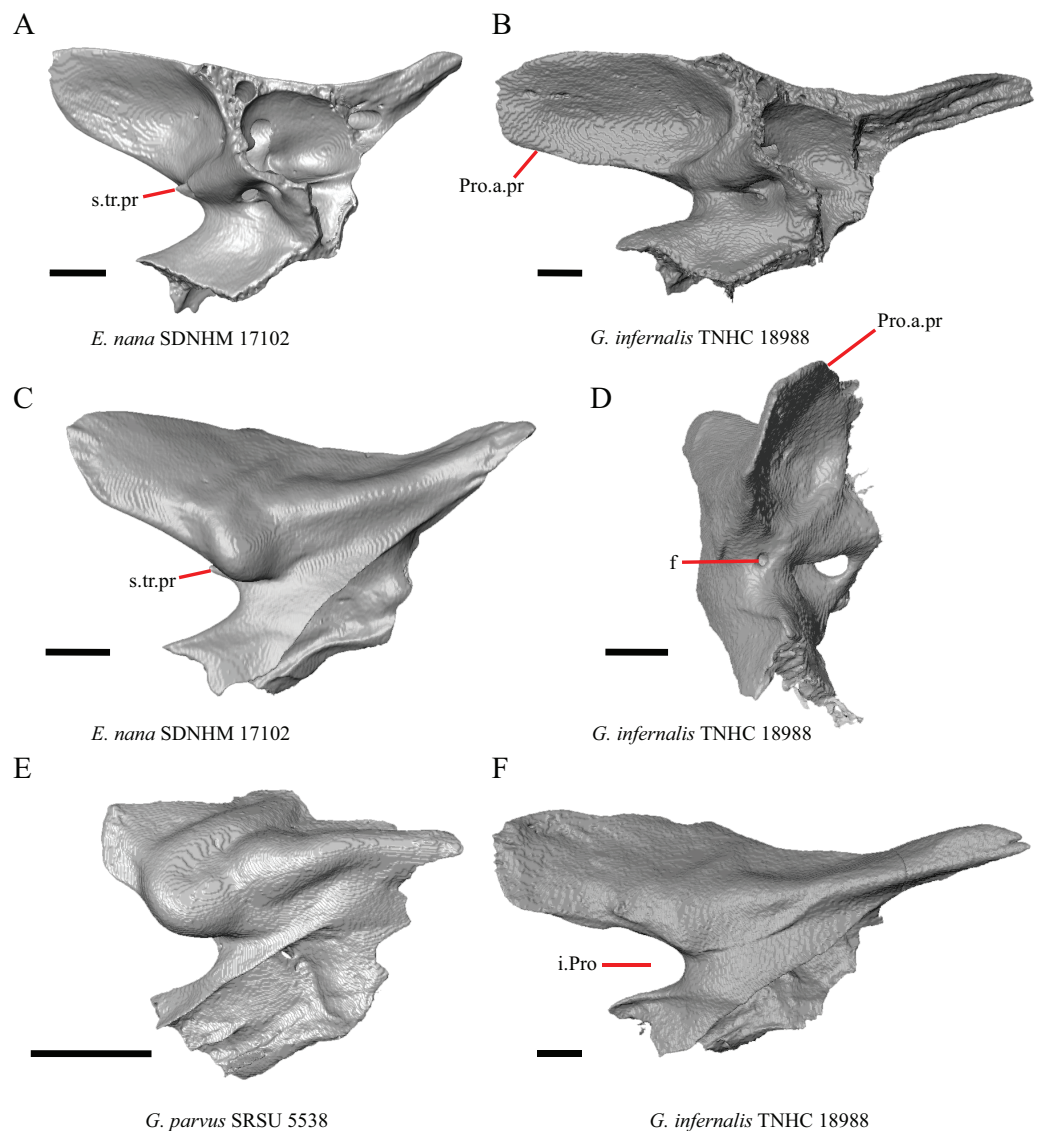 A
B
s.tr.pr
Pro.a.pr
E. nana SDNHM 17102
G. infernalis TNHC 18988
C
D
Pro.a.pr
s.tr.pr
f
E. nana SDNHM 17102
G. infernalis TNHC 18988
E
F
i.Pro
G. parvus SRSU 5538
G. infernalis TNHC 18988